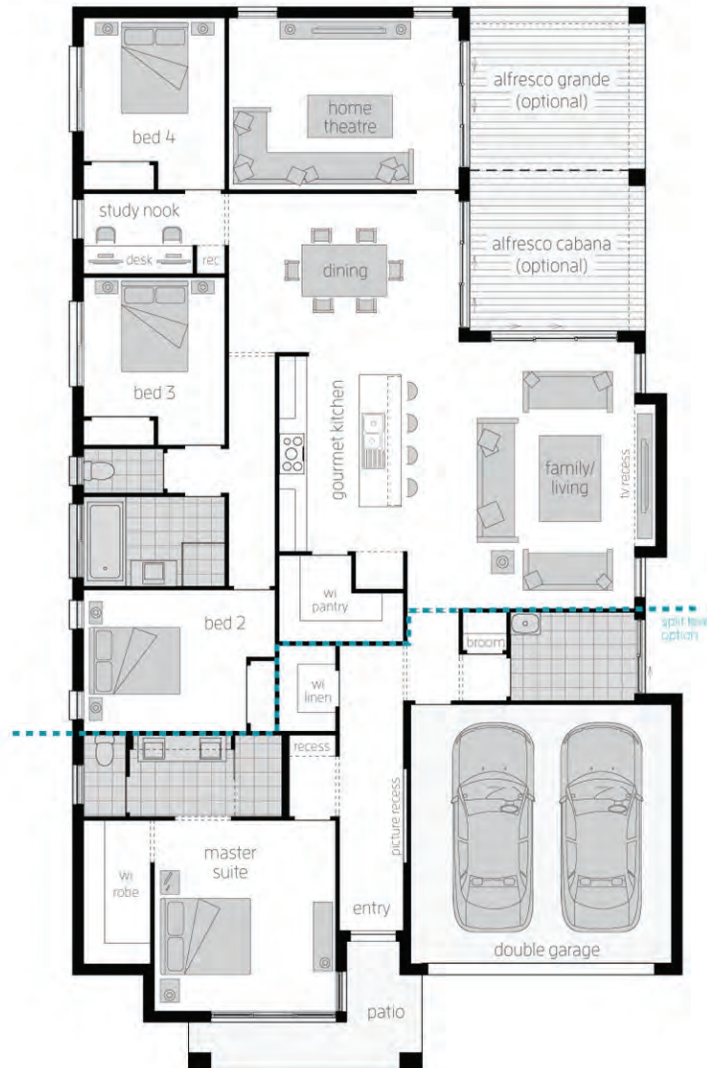 alfresco grande
(optional)
home
theatre
bed 4
study nook
desk
rec
alfresco cabana
(optional)
dining
bed 3
gourmet kitchen
family/
living
tv recess
wi
pantry
bed 2
split level
option
broom
wi
linen
recess
picture recess
master
suite
wi
robe
entry
double garage
patio